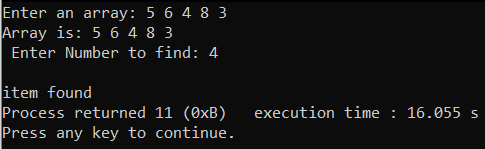 Enter an array: 5 6 4 8 3
Array is: 5 6 4 8 3
 Enter Number to find: 4

item found
Process returned 11 (0xB)   execution time : 16.055 s
Press any key to continue.